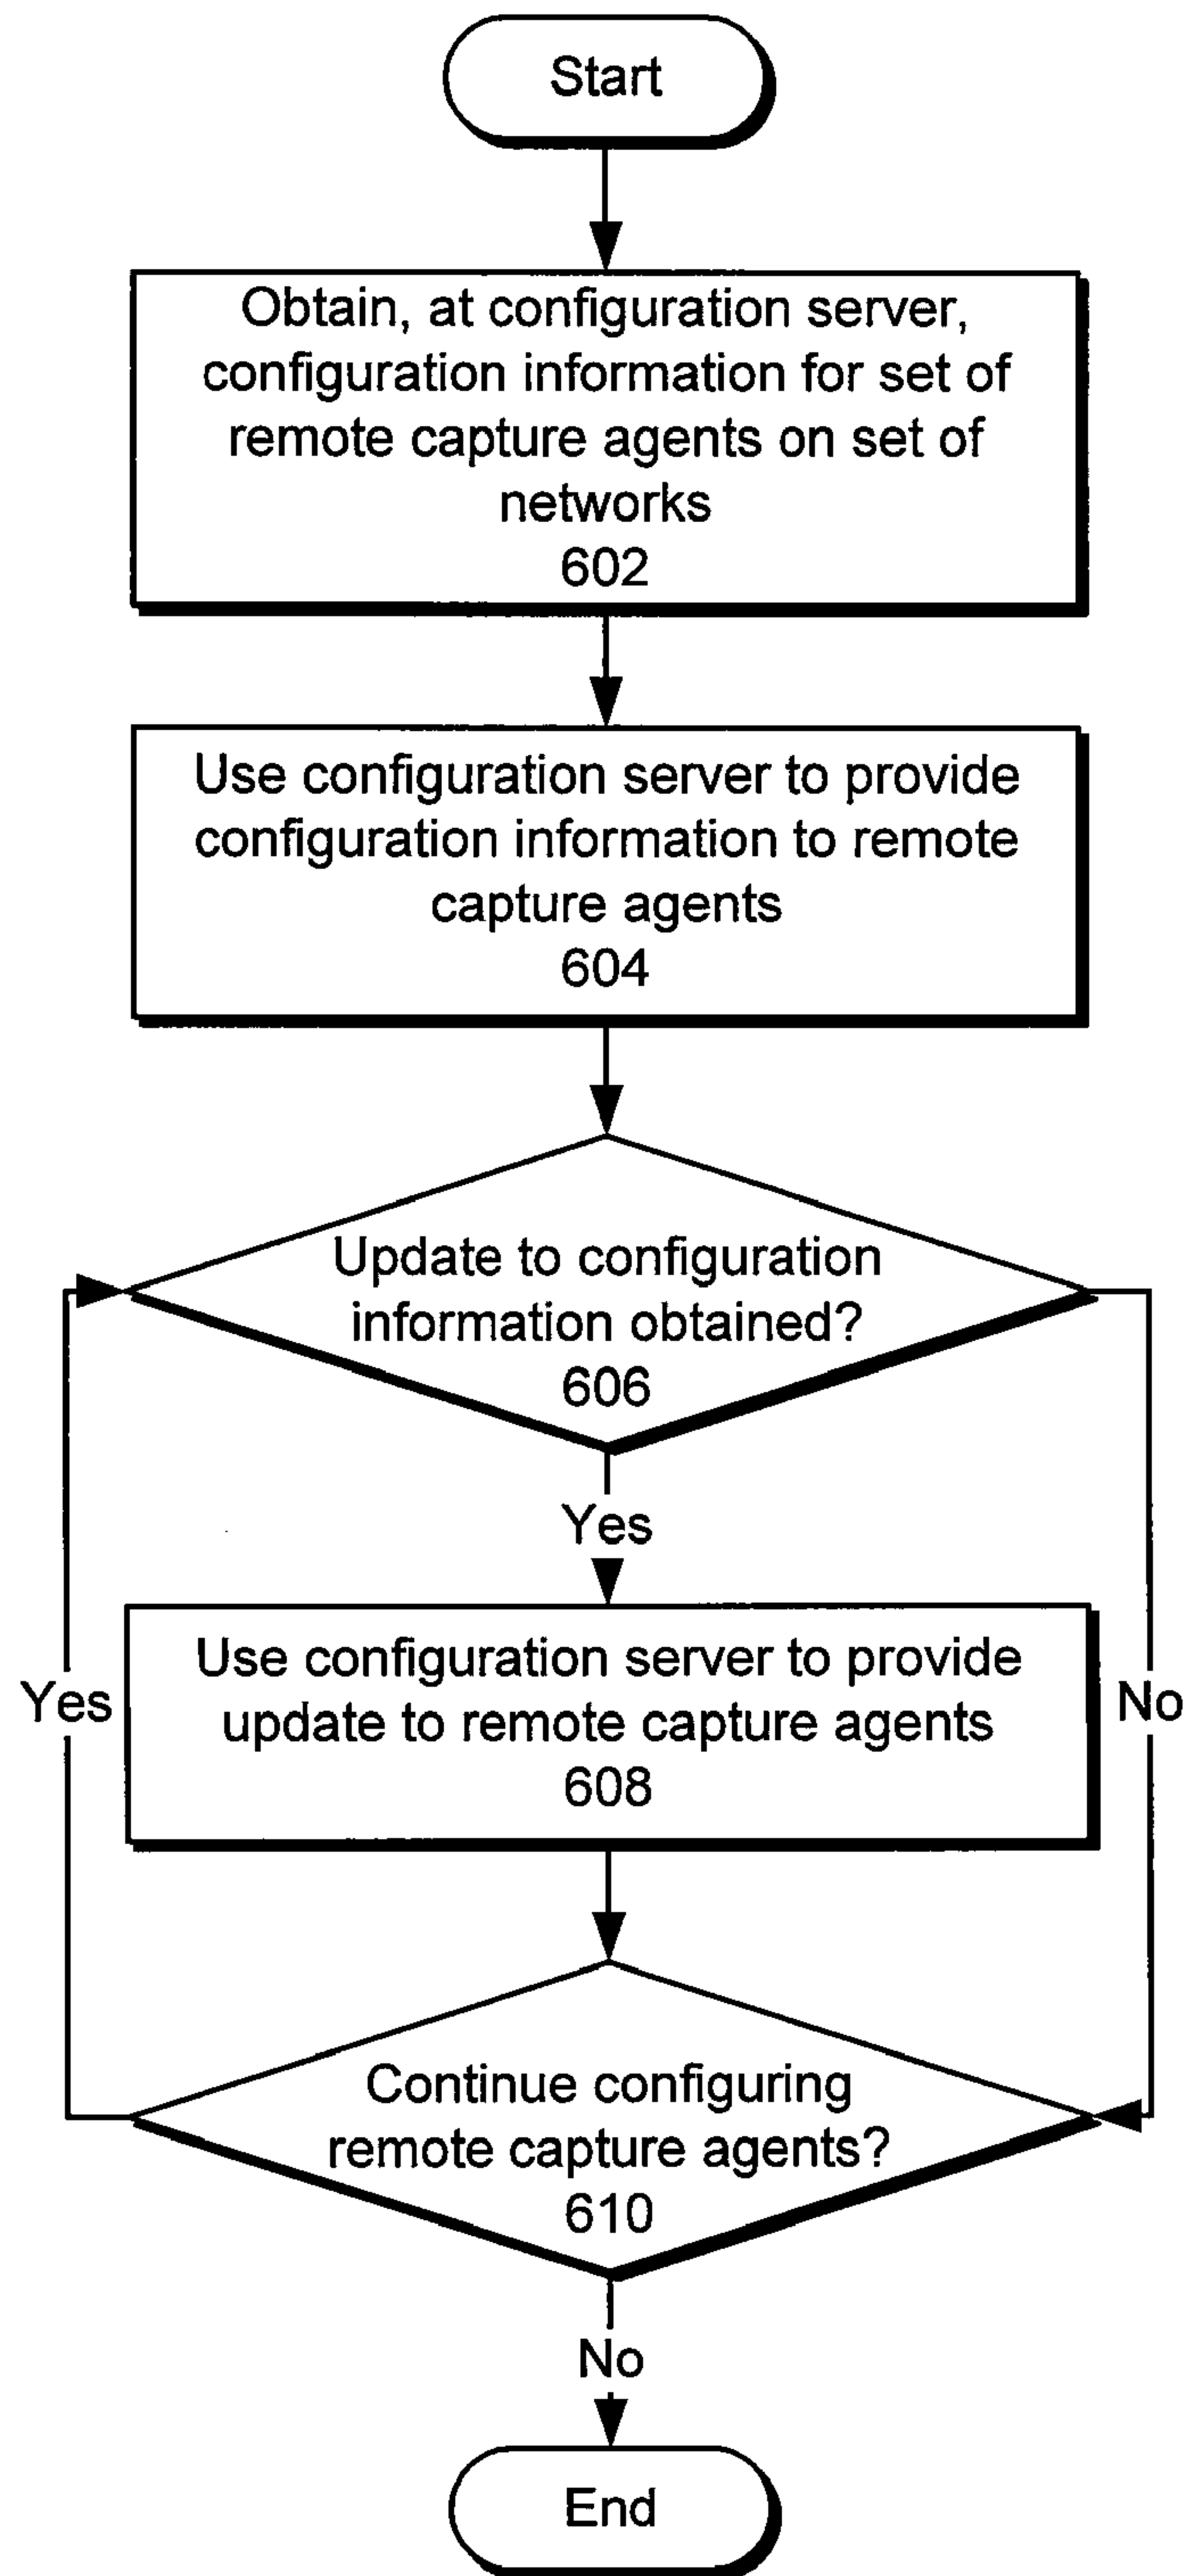 Start
Obtain, at configuration server,
configuration information for set of
remote capture agents on set of
networks
602
Use configuration server to provide
configuration information to remote
capture agents
604
Update to configuration
information obtained?
606
Yes
Use configuration server to provide
update to remote capture agents
608
Yes
No
Continue configuring
remote capture agents?
610
No
End